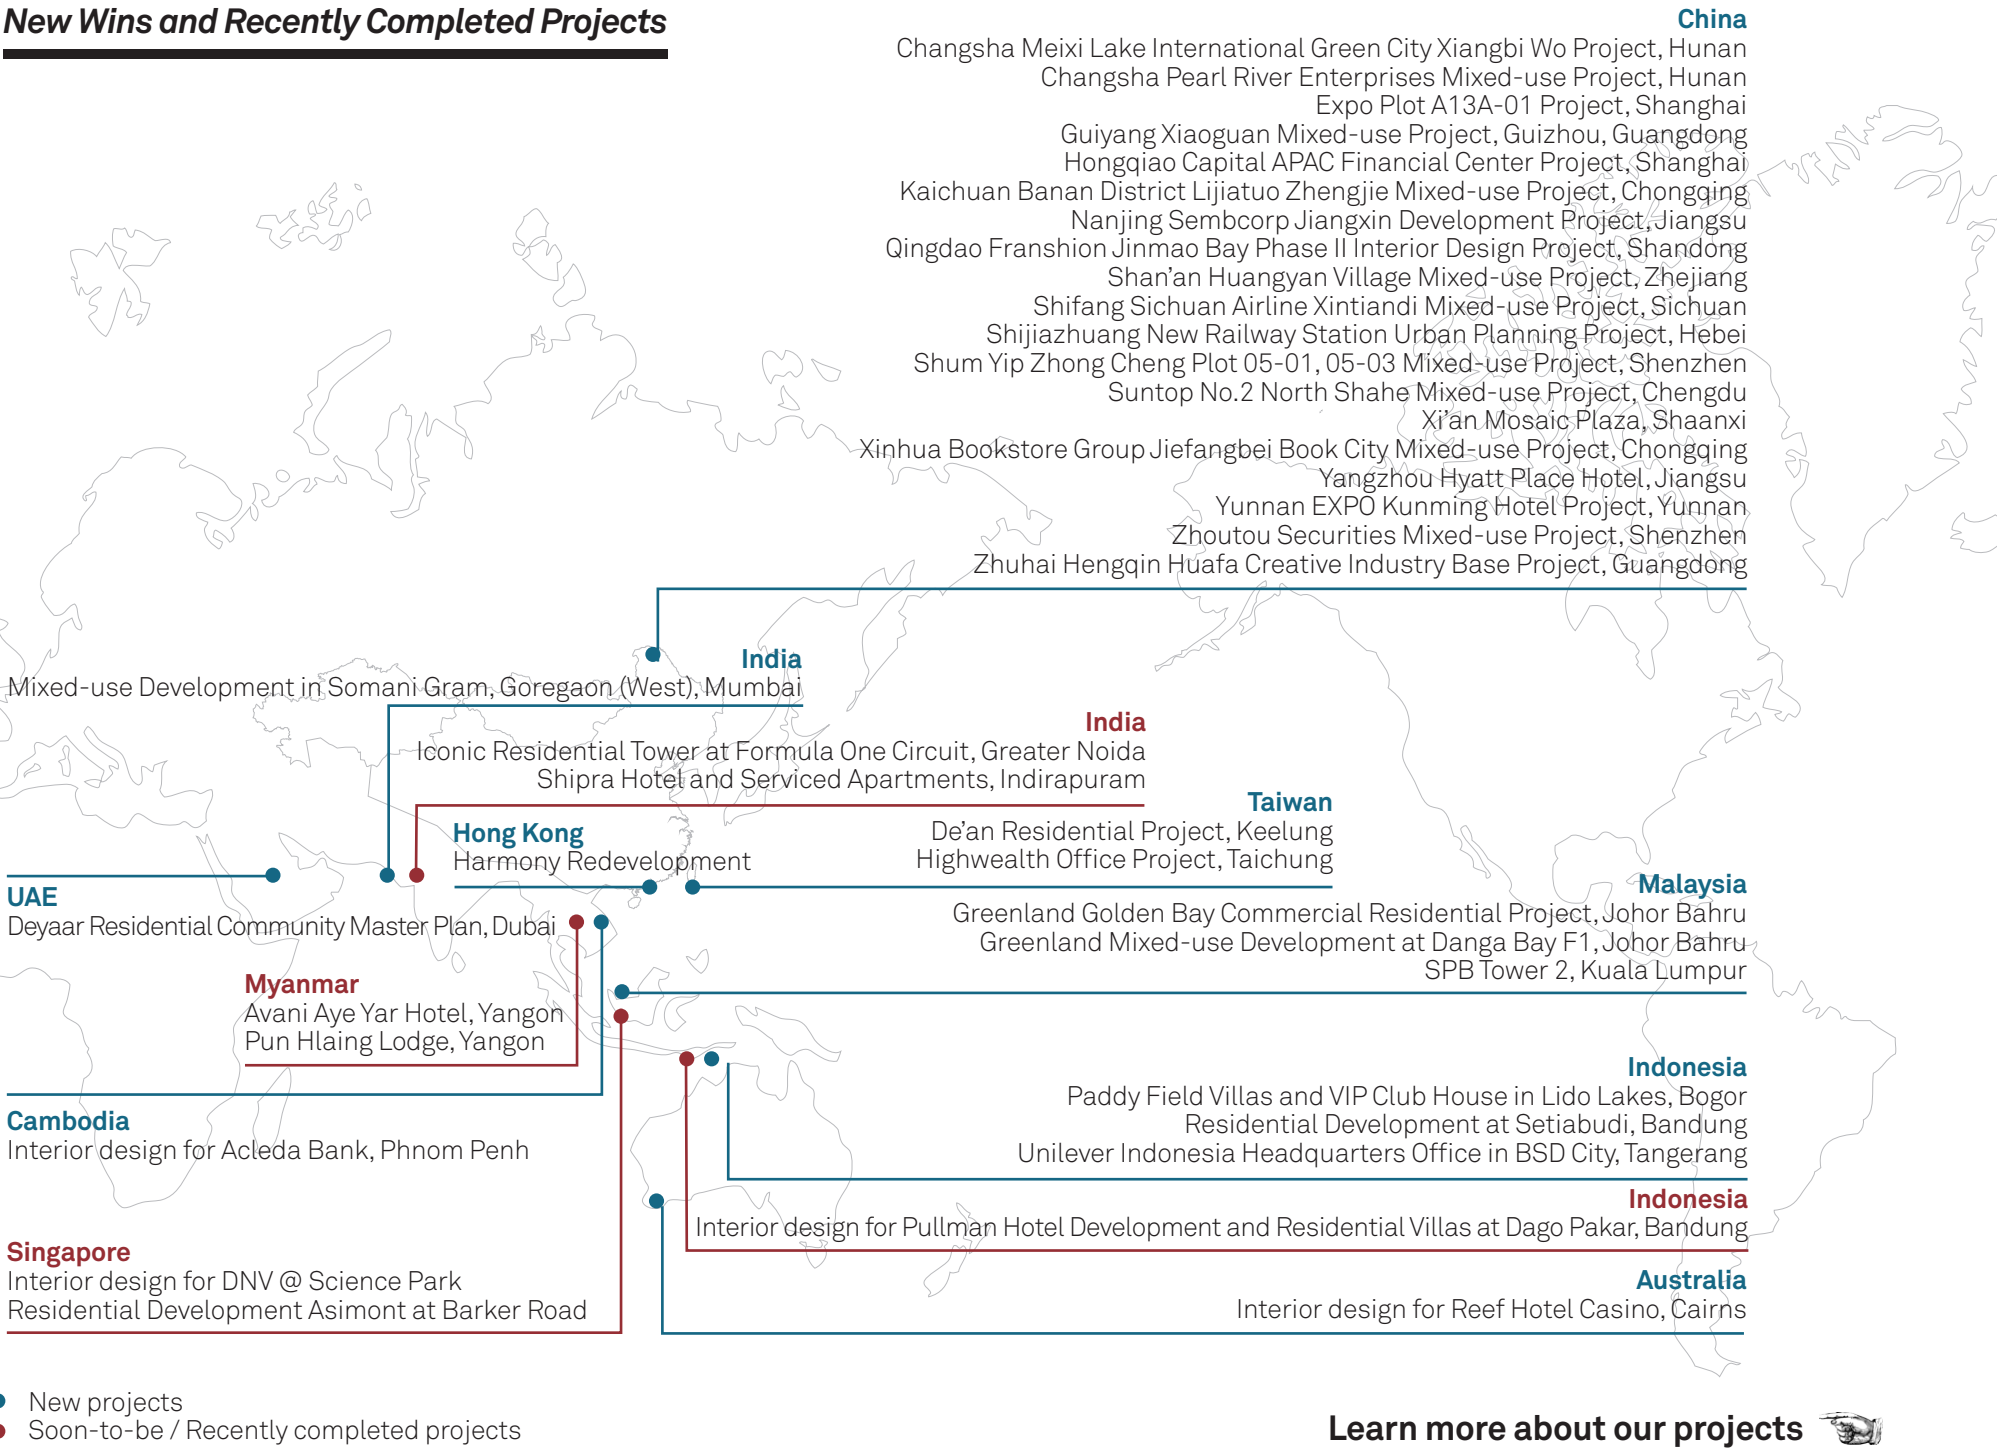 New Wins and Recently Completed Projects
China
Changsha Meixi Lake International Green City Xiangbi Wo Project, Hunan
Changsha Pearl River Enterprises Mixed-use Project, Hunan
Expo Plot A13A-01 Project, Shanghai
Guiyang Xiaoguan Mixed-use Project, Guizhou, Guangdong
Hongqiao Capital APAC Financial Center Project, Shanghai
Kaichuan Banan District Lijiatuo Zhengjie Mixed-use Project, Chongqing
Nanjing Sembcorp Jiangxin Development Project, Jiangsu
Qingdao Franshion Jinmao Bay Phase II Interior Design Project, Shandong
Shan’an Huangyan Village Mixed-use Project, Zhejiang
Shifang Sichuan Airline Xintiandi Mixed-use Project, Sichuan
Shijiazhuang New Railway Station Urban Planning Project, Hebei
Shum Yip Zhong Cheng Plot 05-01, 05-03 Mixed-use Project, Shenzhen
Suntop No.2 North Shahe Mixed-use Project, Chengdu
Xi’an Mosaic Plaza, Shaanxi
Xinhua Bookstore Group Jiefangbei Book City Mixed-use Project, Chongqing
Yangzhou Hyatt Place Hotel, Jiangsu
Yunnan EXPO Kunming Hotel Project, Yunnan
Zhoutou Securities Mixed-use Project, Shenzhen
Zhuhai Hengqin Huafa Creative Industry Base Project, Guangdong
India
Mixed-use Development in Somani Gram, Goregaon (West), Mumbai
India
Iconic Residential Tower at Formula One Circuit, Greater Noida
Shipra Hotel and Serviced Apartments, Indirapuram
Taiwan
De’an Residential Project, Keelung
Highwealth Office Project, Taichung
Hong Kong
Harmony Redevelopment
UAE
Deyaar Residential Community Master Plan, Dubai
Malaysia
Greenland Golden Bay Commercial Residential Project, Johor Bahru
Greenland Mixed-use Development at Danga Bay F1, Johor Bahru
SPB Tower 2, Kuala Lumpur
Myanmar
Avani Aye Yar Hotel, Yangon
Pun Hlaing Lodge, Yangon
Indonesia
Paddy Field Villas and VIP Club House in Lido Lakes, Bogor
Residential Development at Setiabudi, Bandung
Unilever Indonesia Headquarters Office in BSD City, Tangerang
Cambodia
Interior design for Acleda Bank, Phnom Penh
Indonesia
Interior design for Pullman Hotel Development and Residential Villas at Dago Pakar, Bandung
Singapore
Interior design for DNV @ Science Park
Residential Development Asimont at Barker Road
Australia
Interior design for Reef Hotel Casino, Cairns
New projects
Soon-to-be / Recently completed projects
Learn more about our projects